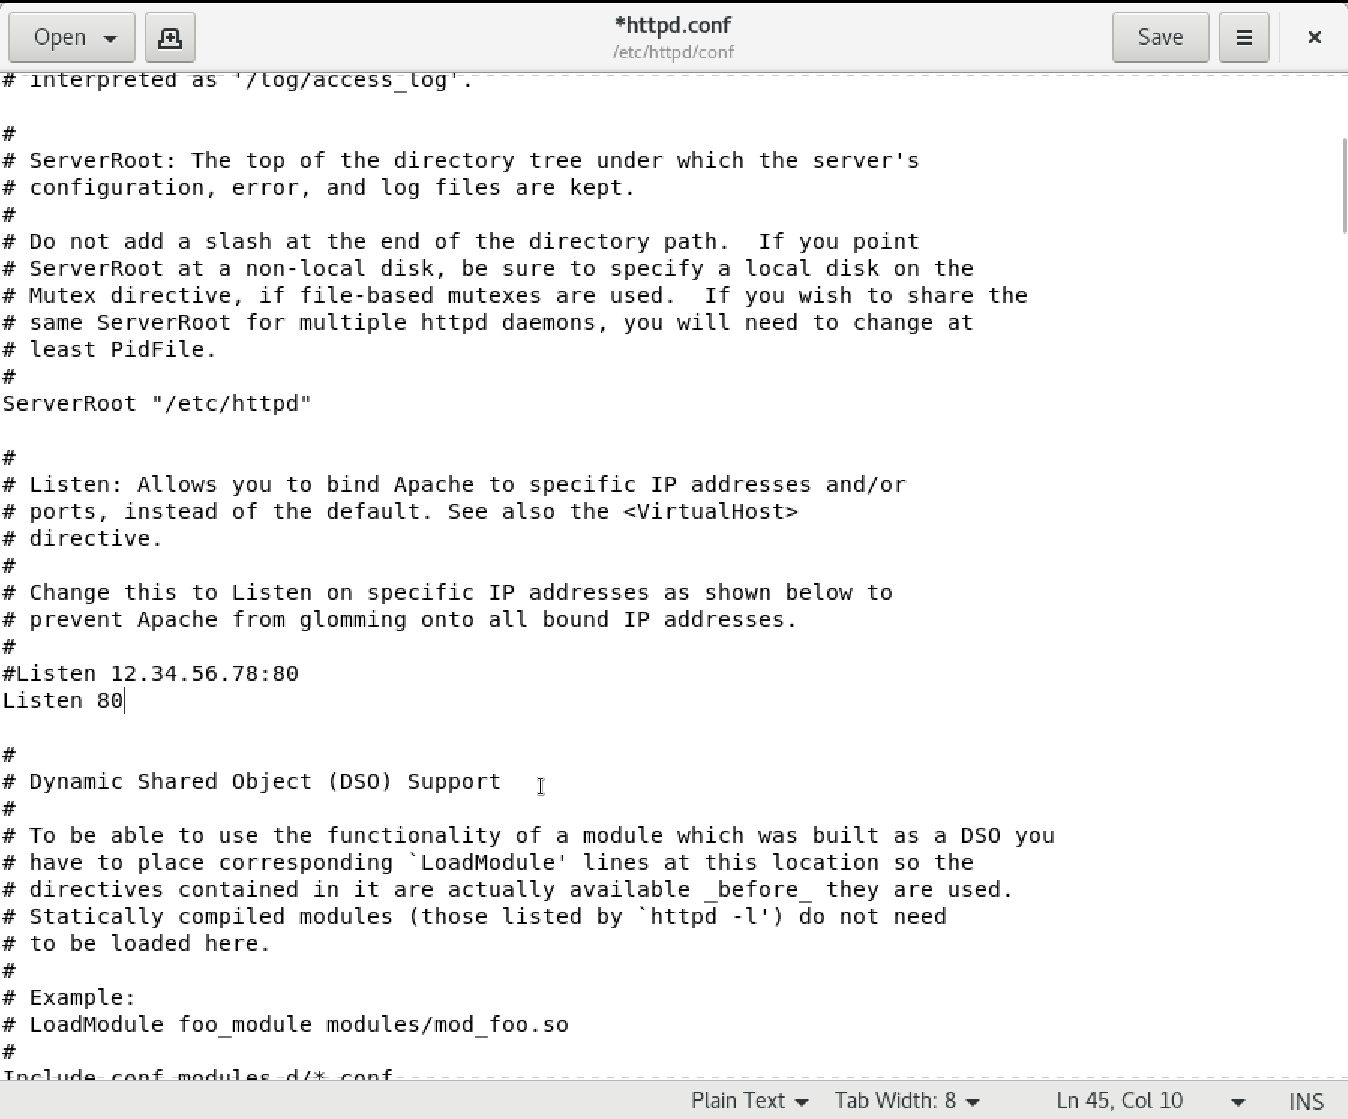 Open
*httpd.conf
/etc/httpd/conf
Save
# interpreted as '/log/access_log'.
#
# ServerRoot: The top of the directory tree under which the server's
# configuration, error, and log files are kept.
#
# Do not add a slash at the end of the directory path.  If you point
# ServerRoot at a non-local disk, be sure to specify a local disk on the
# Mutex directive, if file-based mutexes are used.  If you wish to share the
# same ServerRoot for multiple httpd daemons, you will need to change at
# least PidFile.
#
ServerRoot "/etc/httpd"
#
# Listen: Allows you to bind Apache to specific IP addresses and/or
# ports, instead of the default. See also the <VirtualHost>
# directive.
#
# Change this to Listen on specific IP addresses as shown below to
# prevent Apache from glomming onto all bound IP addresses.
#
#Listen 12.34.56.78:80
Listen 80
#
# Dynamic Shared Object (DSO) Support
#
# To be able to use the functionality of a module which was built as a DSO you
# have to place corresponding `LoadModule' lines at this location so the
# directives contained in it are actually available _before_ they are used.
# Statically compiled modules (those listed by `httpd -l') do not need
# to be loaded here.
#
# Example:
# LoadModule foo_module modules/mod_foo.so
#
Include conf.modules.d/*.conf
Plain Text
Tab Width: 8
Ln 45, Col 10
INS